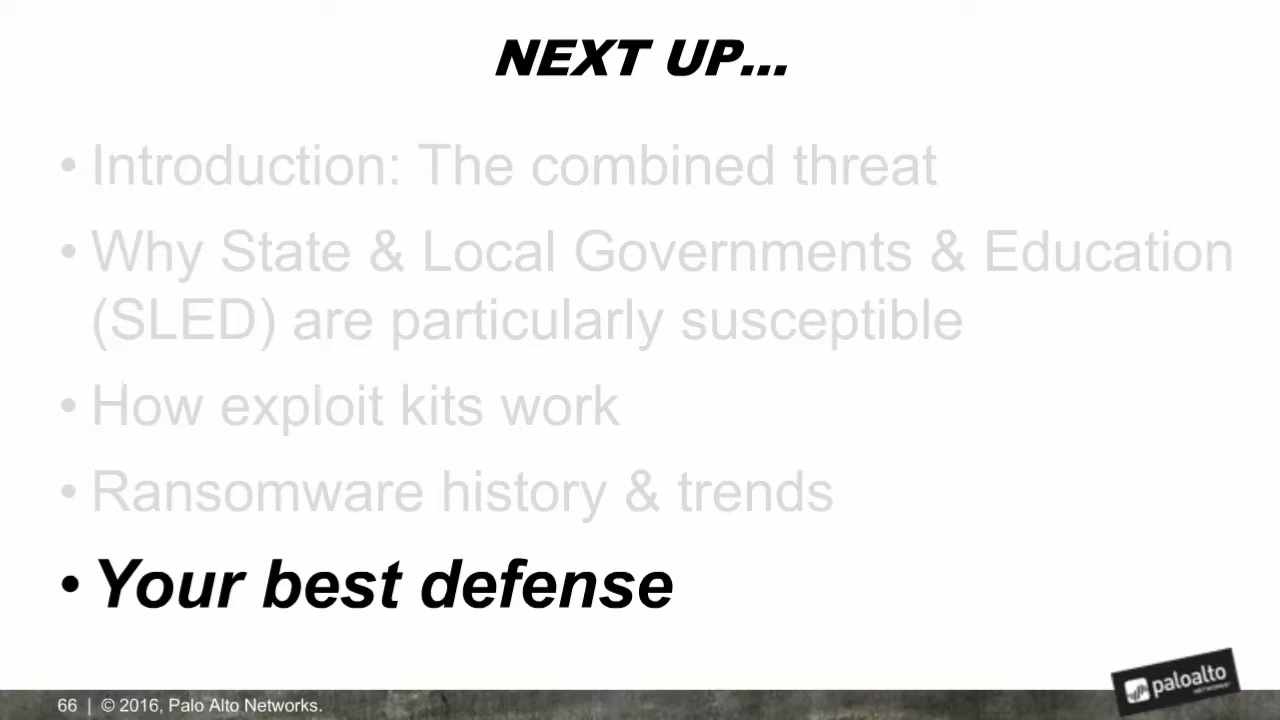 NEXT UP...
• Introduction: The combined threat
• Why State & Local Governments & Education
(SLED) are particularly susceptible
• How exploit kits work
• Ransomware history & trends
• Your best defense
66 | © 2016, Palo Alto Networks.
paloalto
NETWORKS